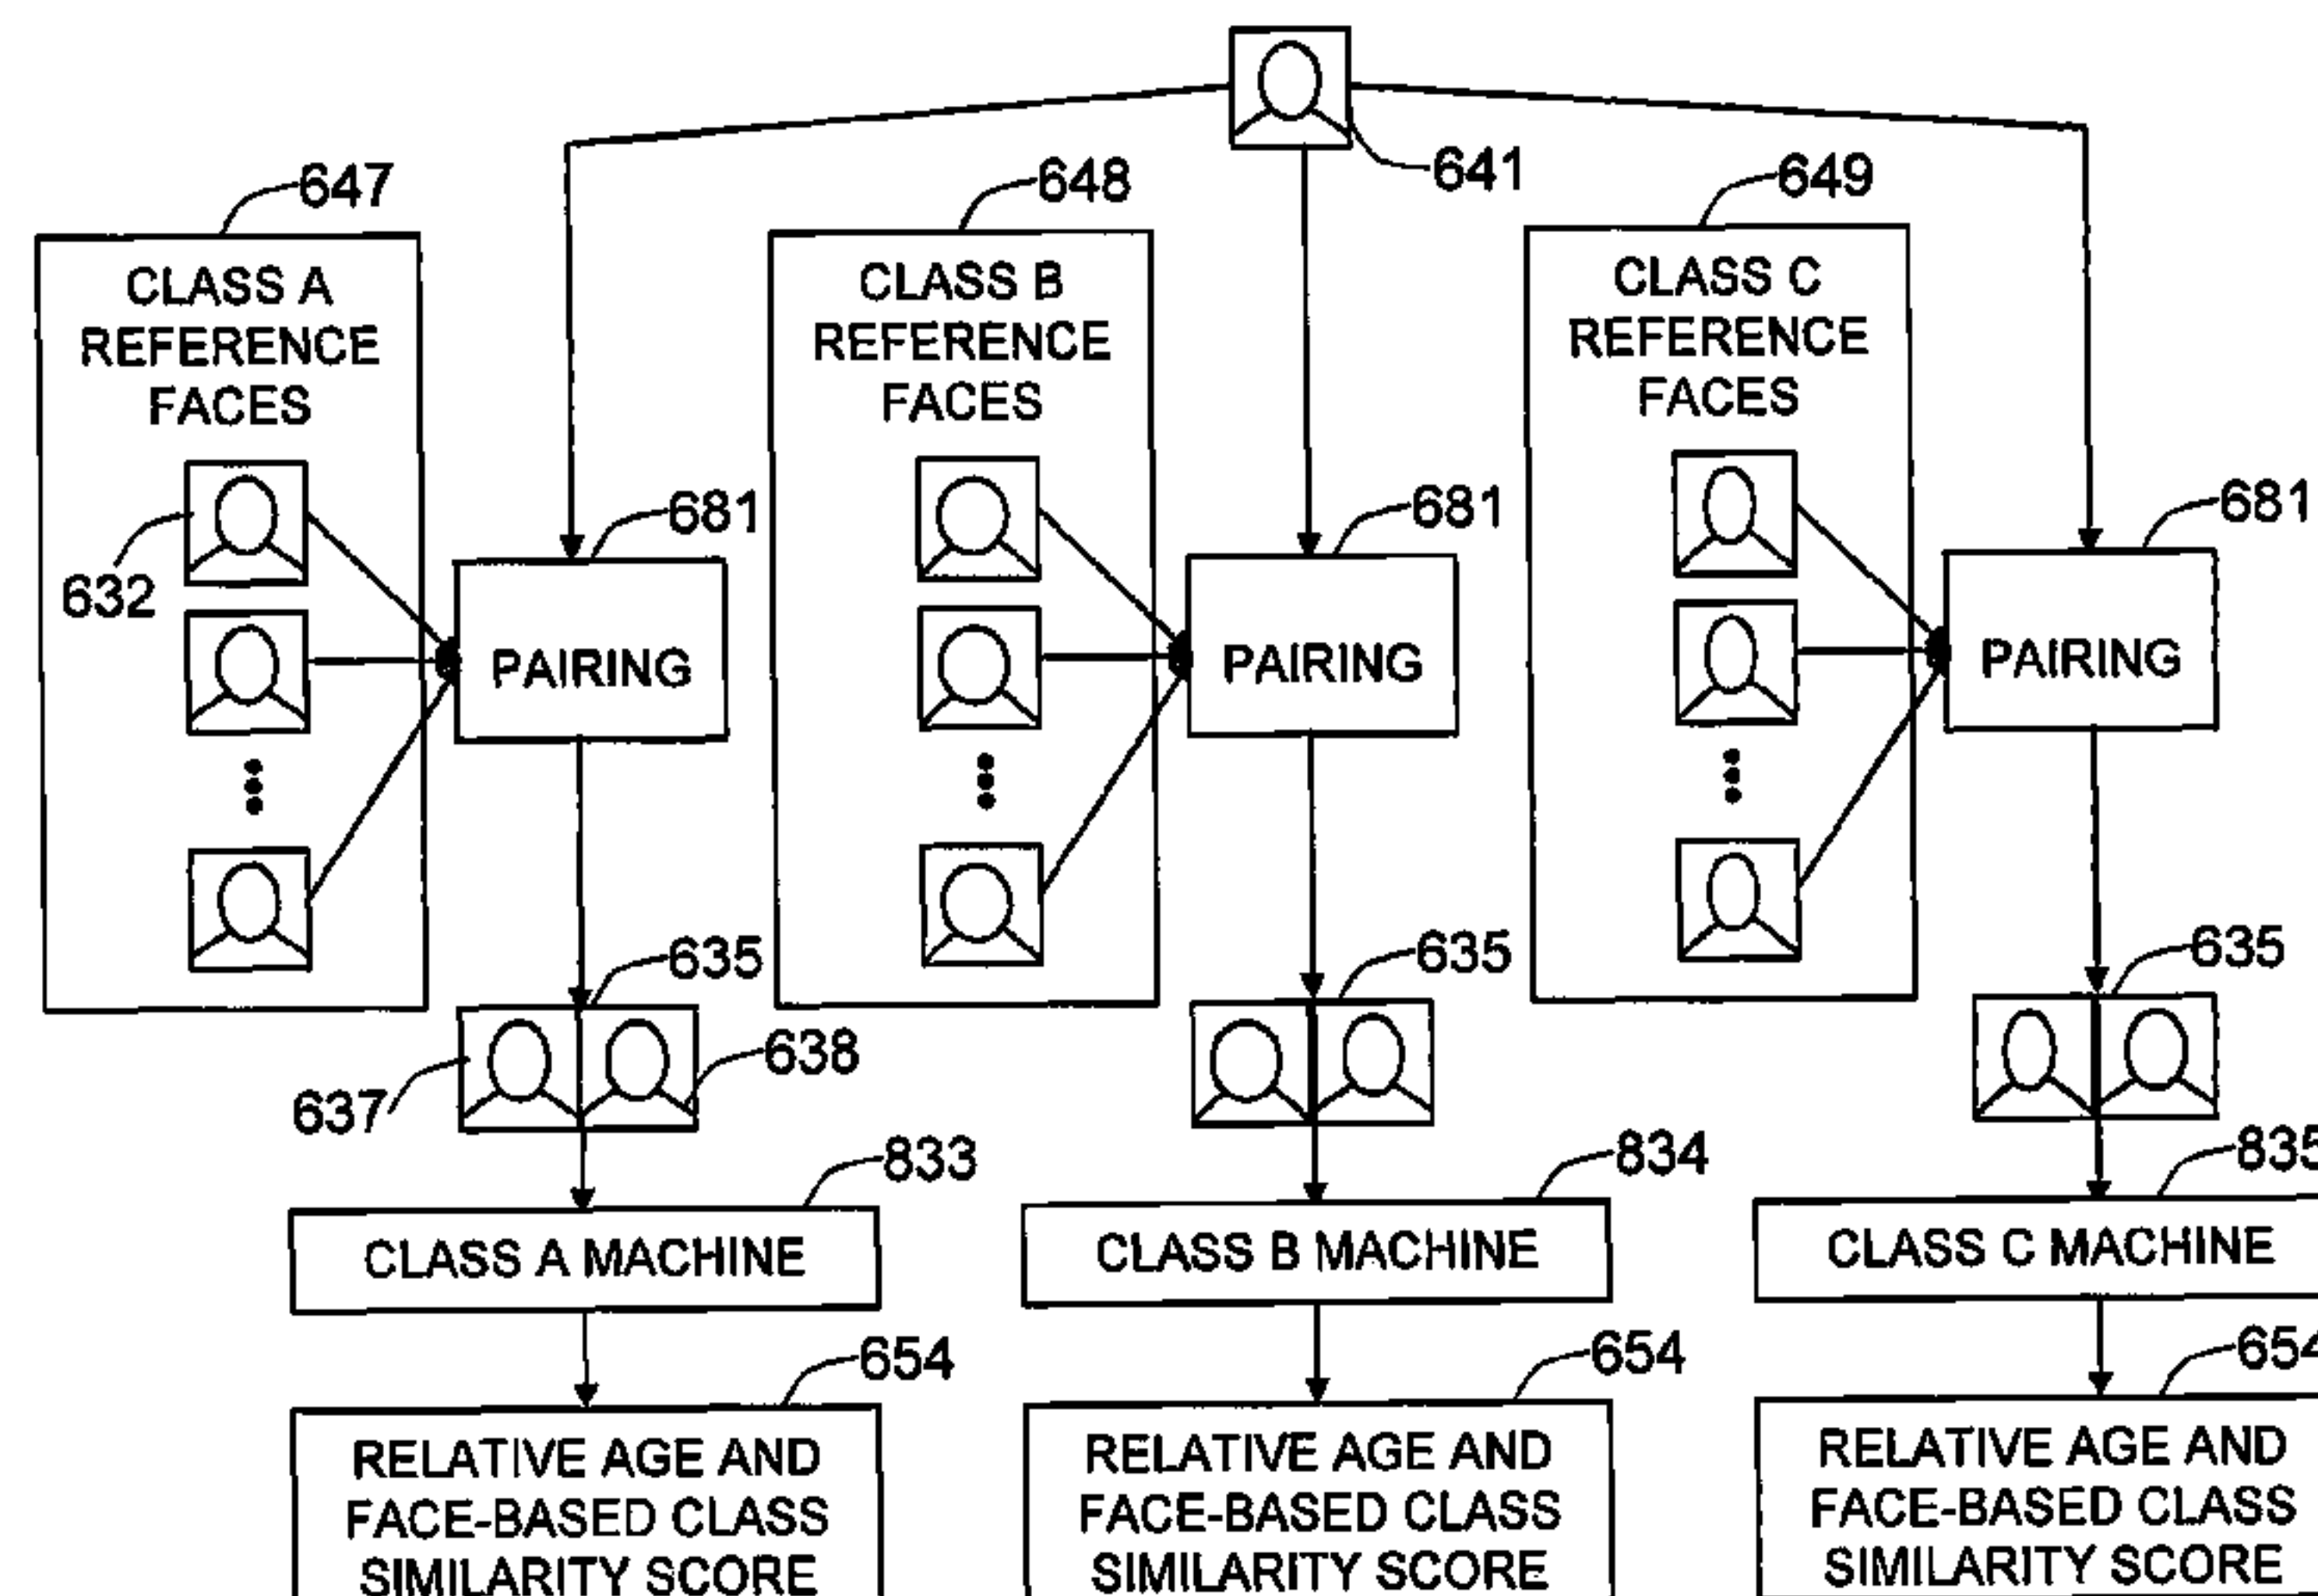 641
647
648
649
CLASS A
REFERENCE
FACES
CLASS B
REFERENCE
FACES
CLASS C
REFERENCE
FACES
632
681
681
681
PAIRING
PAIRING
PAIRING
635
635
635
637
638
833
834
835
CLASS A MACHINE
CLASS B MACHINE
CLASS C MACHINE
654
654
654
RELATIVE AGE AND
FACE-BASED CLASS
SIMILARITY SCORE
RELATIVE AGE AND
FACE-BASED CLASS
SIMILARITY SCORE
RELATIVE AGE AND
FACE-BASED CLASS
SIMILARITY SCORE